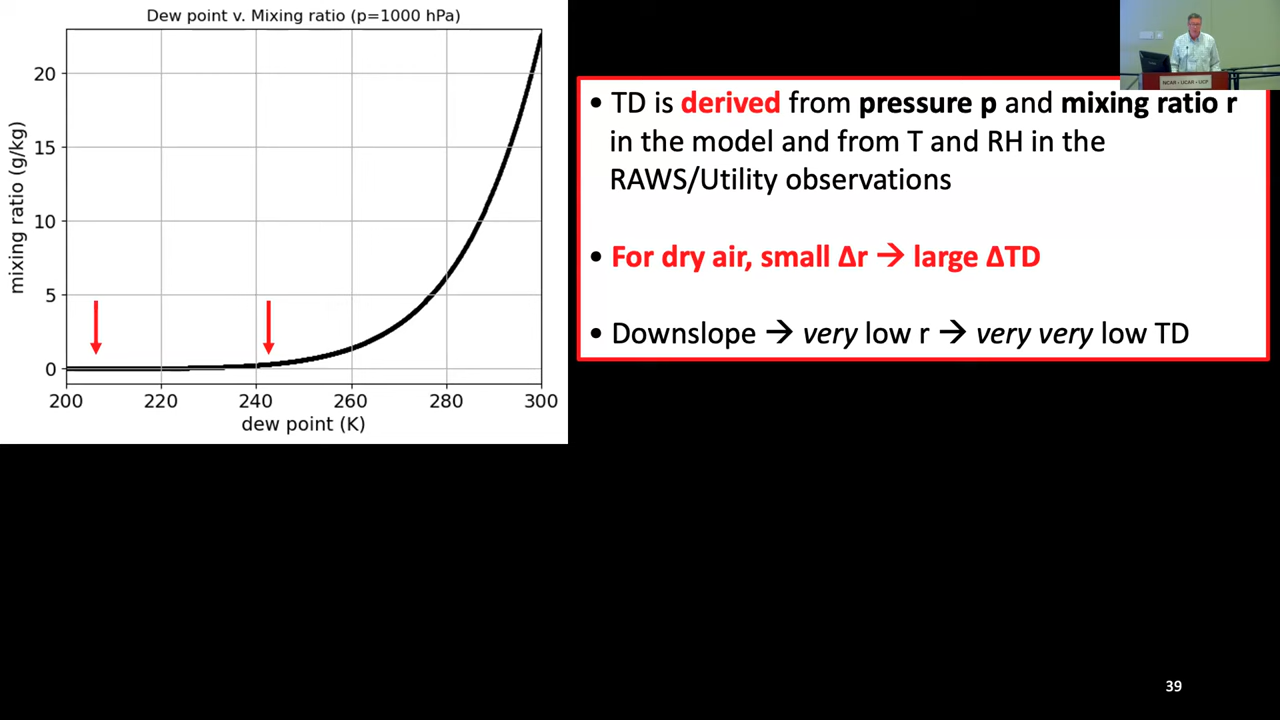 Dew point v. Mixing ratio (p=1000 hPa)
mixing ratio (g/kg)
20
15
10
5
0
200 220 240 260 280 300
dew point (K)
NCAR • UCAR • UCP
• TD is derived from pressure p and mixing ratio r
in the model and from T and RH in the
RAWS/Utility observations
• For dry air, small Δr → large ΔTD
• Downslope → very low r → very very low TD
39